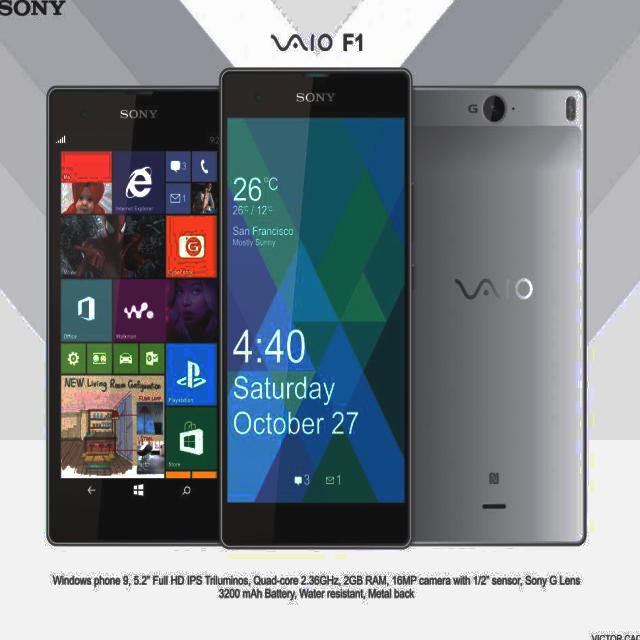 SONY
VAIO F1
SONY
SONY
G
26°C
26°C / 12°C
San Francisco
Mostly Sunny
4:40
Saturday
October 27
3 1
Internet Explorer
3
1
Office
Walkman
Playstation
Store
NEW Living Room Configuration
VAIO
Windows phone 9, 5.2" Full HD IPS Triluminos, Quad-core 2.36GHz, 2GB RAM, 16MP camera with 1/2" sensor, Sony G Lens
3200 mAh Battery, Water resistant, Metal back